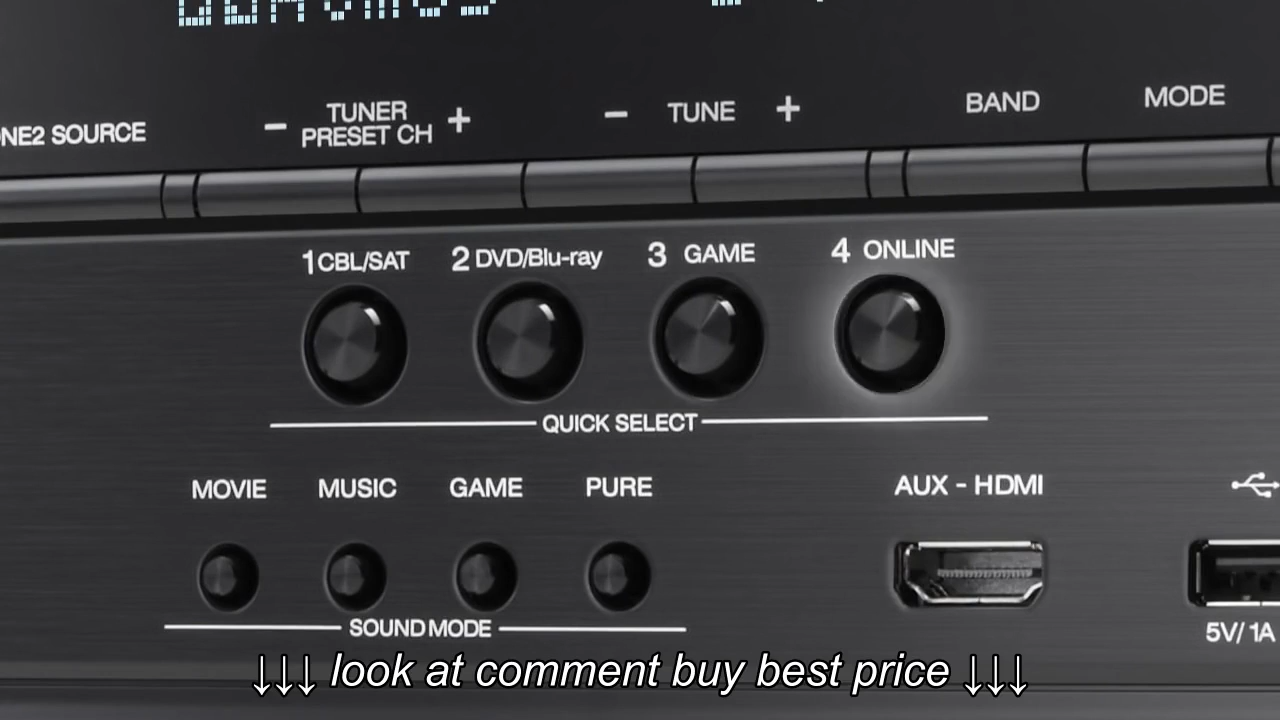 NE2 SOURCE
− TUNER PRESET CH +
− TUNE +
BAND
MODE
1 CBL/SAT
2 DVD/Blu-ray
3 GAME
4 ONLINE
QUICK SELECT
MOVIE
MUSIC
GAME
PURE
AUX - HDMI
SOUND MODE
5V/1A
↓↓↓ look at comment buy best price ↓↓↓